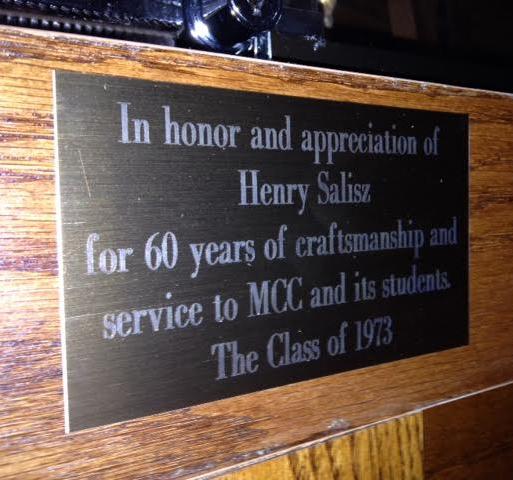 In honor and appreciation of
Henry Salisz
for 60 years of craftsmanship and
service to MCC and its students.
The Class of 1973